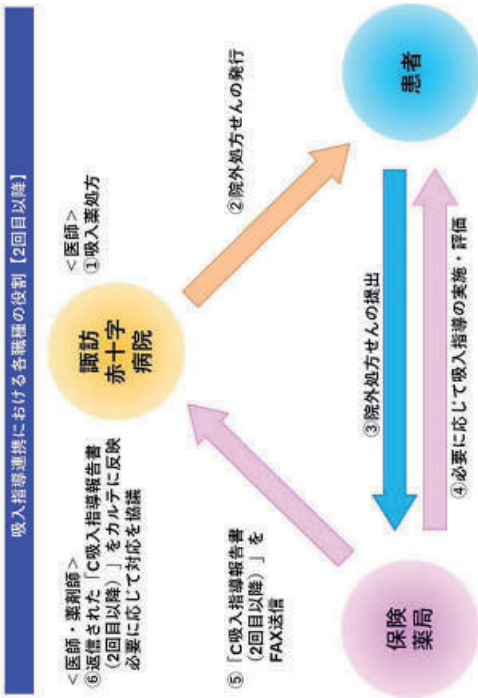 吸入指導連携における各職種の役割【2回目以降】
＜医師＞
①吸入薬処方
諏訪
赤十字
病院
＜医師・薬剤師＞
⑥返信された「C吸入指導報告書
（2回目以降）」をカルテに反映
必要に応じて対応を協議
②院外処方せんの発行
患者
③院外処方せんの提出
④必要に応じて吸入指導の実施・評価
⑤「C吸入指導報告書
（2回目以降）」を
FAX送信
保険
薬局